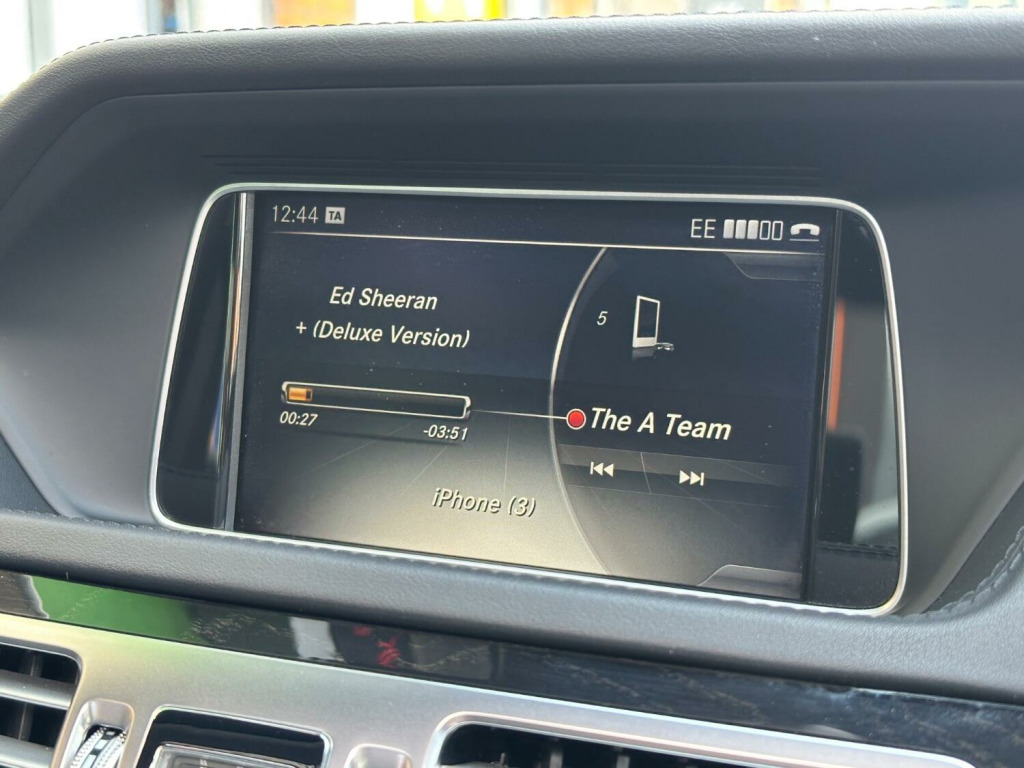 12:44 TA
EE
Ed Sheeran
+ (Deluxe Version)
5
00:27
-03:51
The A Team
iPhone (3)